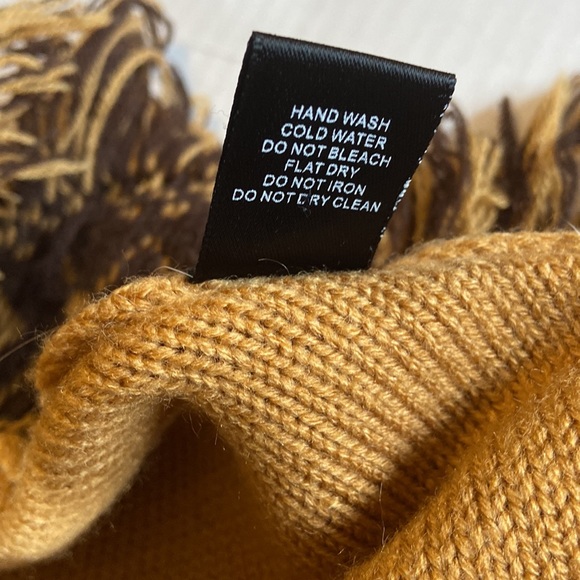 HAND WASH
COLD WATER
DO NOT BLEACH
FLAT DRY
DO NOT IRON
DO NOT DRY CLEAN